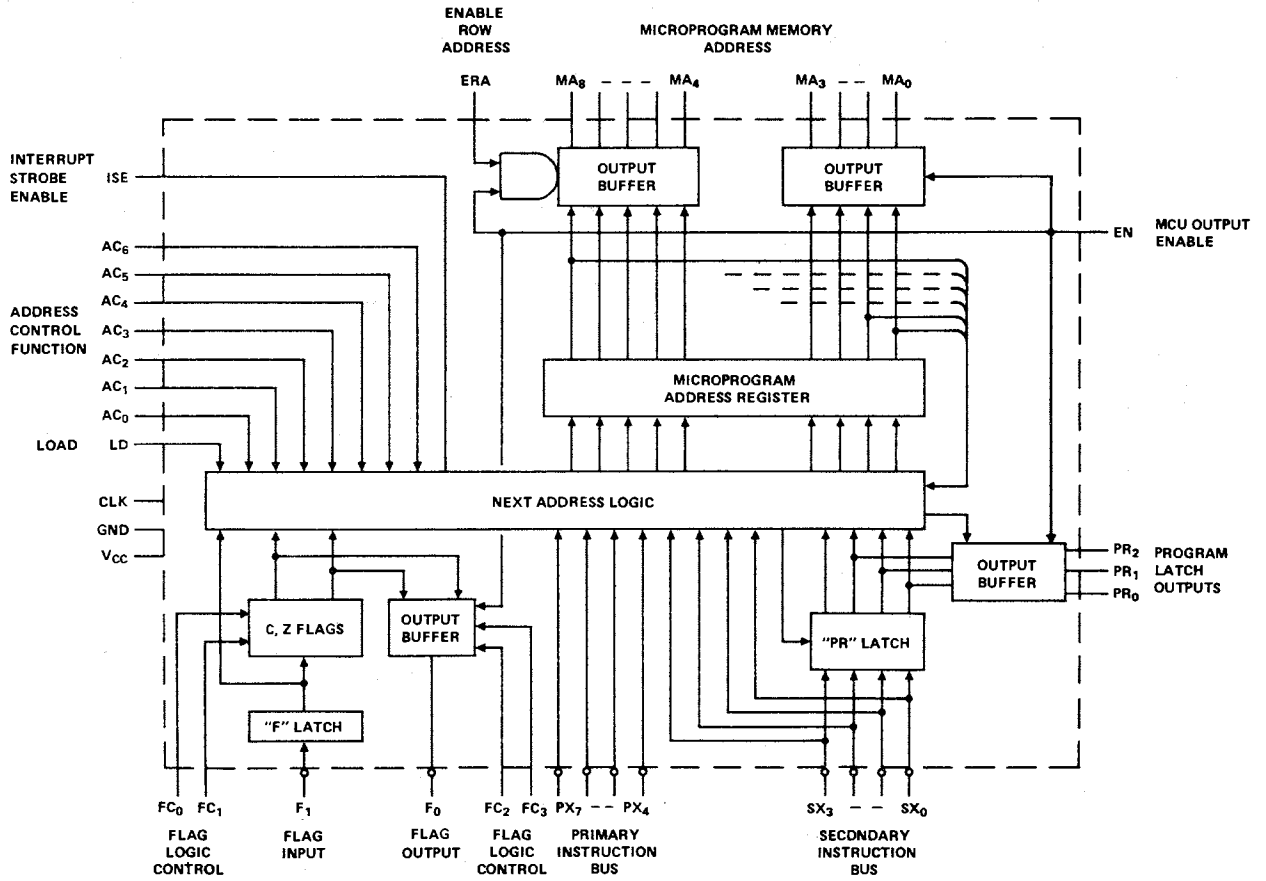 ENABLE
ROW
ADDRESS
MICROPROGRAM MEMORY
ADDRESS
ERA
MA8 - - - MA4
MA3 - - MA0
INTERRUPT
STROBE
ENABLE
ISE
OUTPUT
BUFFER
OUTPUT
BUFFER
EN
MCU OUTPUT
ENABLE
AC6
AC5
AC4
AC3
AC2
AC1
AC0
ADDRESS
CONTROL
FUNCTION
MICROPROGRAM
ADDRESS REGISTER
LOAD LD
CLK
GND
VCC
NEXT ADDRESS LOGIC
OUTPUT
BUFFER
PR2
PR1
PR0
PROGRAM
LATCH
OUTPUTS
C, Z FLAGS
OUTPUT
BUFFER
"PR" LATCH
"F" LATCH
FC0 FC1
FLAG
LOGIC
CONTROL
F1
FLAG
INPUT
F0
FLAG
OUTPUT
FC2 FC3
FLAG
LOGIC
CONTROL
PX7 - - PX4
PRIMARY
INSTRUCTION
BUS
SX3 - - SX0
SECDNDARY
INSTRUCTION
BUS